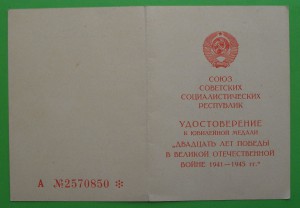 СОЮЗ
СОВЕТСКИХ
СОЦИАЛИСТИЧЕСКИХ
РЕСПУБЛИК
УДОСТОВЕРЕНИЕ
К ЮБИЛЕЙНОЙ МЕДАЛИ
„ДВАДЦАТЬ ЛЕТ ПОБЕДЫ
В ВЕЛИКОЙ ОТЕЧЕСТВЕННОЙ
ВОЙНЕ 1941—1945 гг."
А №2570850 ✻